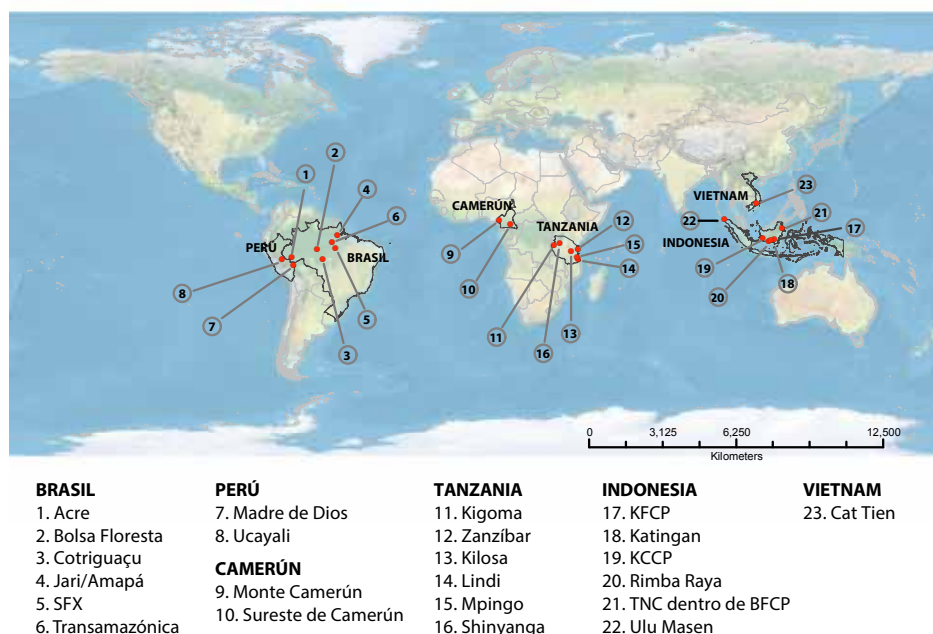 2
1
4
6
CAMERÚN
VIETNAM
23
21
22
12
17
TANZANIA
PERÚ
BRASIL
9
15
INDONESIA
14
19
18
8
10
20
7
5
11
13
16
3
0 3,125 6,250 12,500
Kilometers
BRASIL
1. Acre
2. Bolsa Floresta
3. Cotriguaçu
4. Jari/Amapá
5. SFX
6. Transamazónica
PERÚ
7. Madre de Dios
8. Ucayali
CAMERÚN
9. Monte Camerún
10. Sureste de Camerún
TANZANIA
11. Kigoma
12. Zanzíbar
13. Kilosa
14. Lindi
15. Mpingo
16. Shinyanga
INDONESIA
17. KFCP
18. Katingan
19. KCCP
20. Rimba Raya
21. TNC dentro de BFCP
22. Ulu Masen
VIETNAM
23. Cat Tien